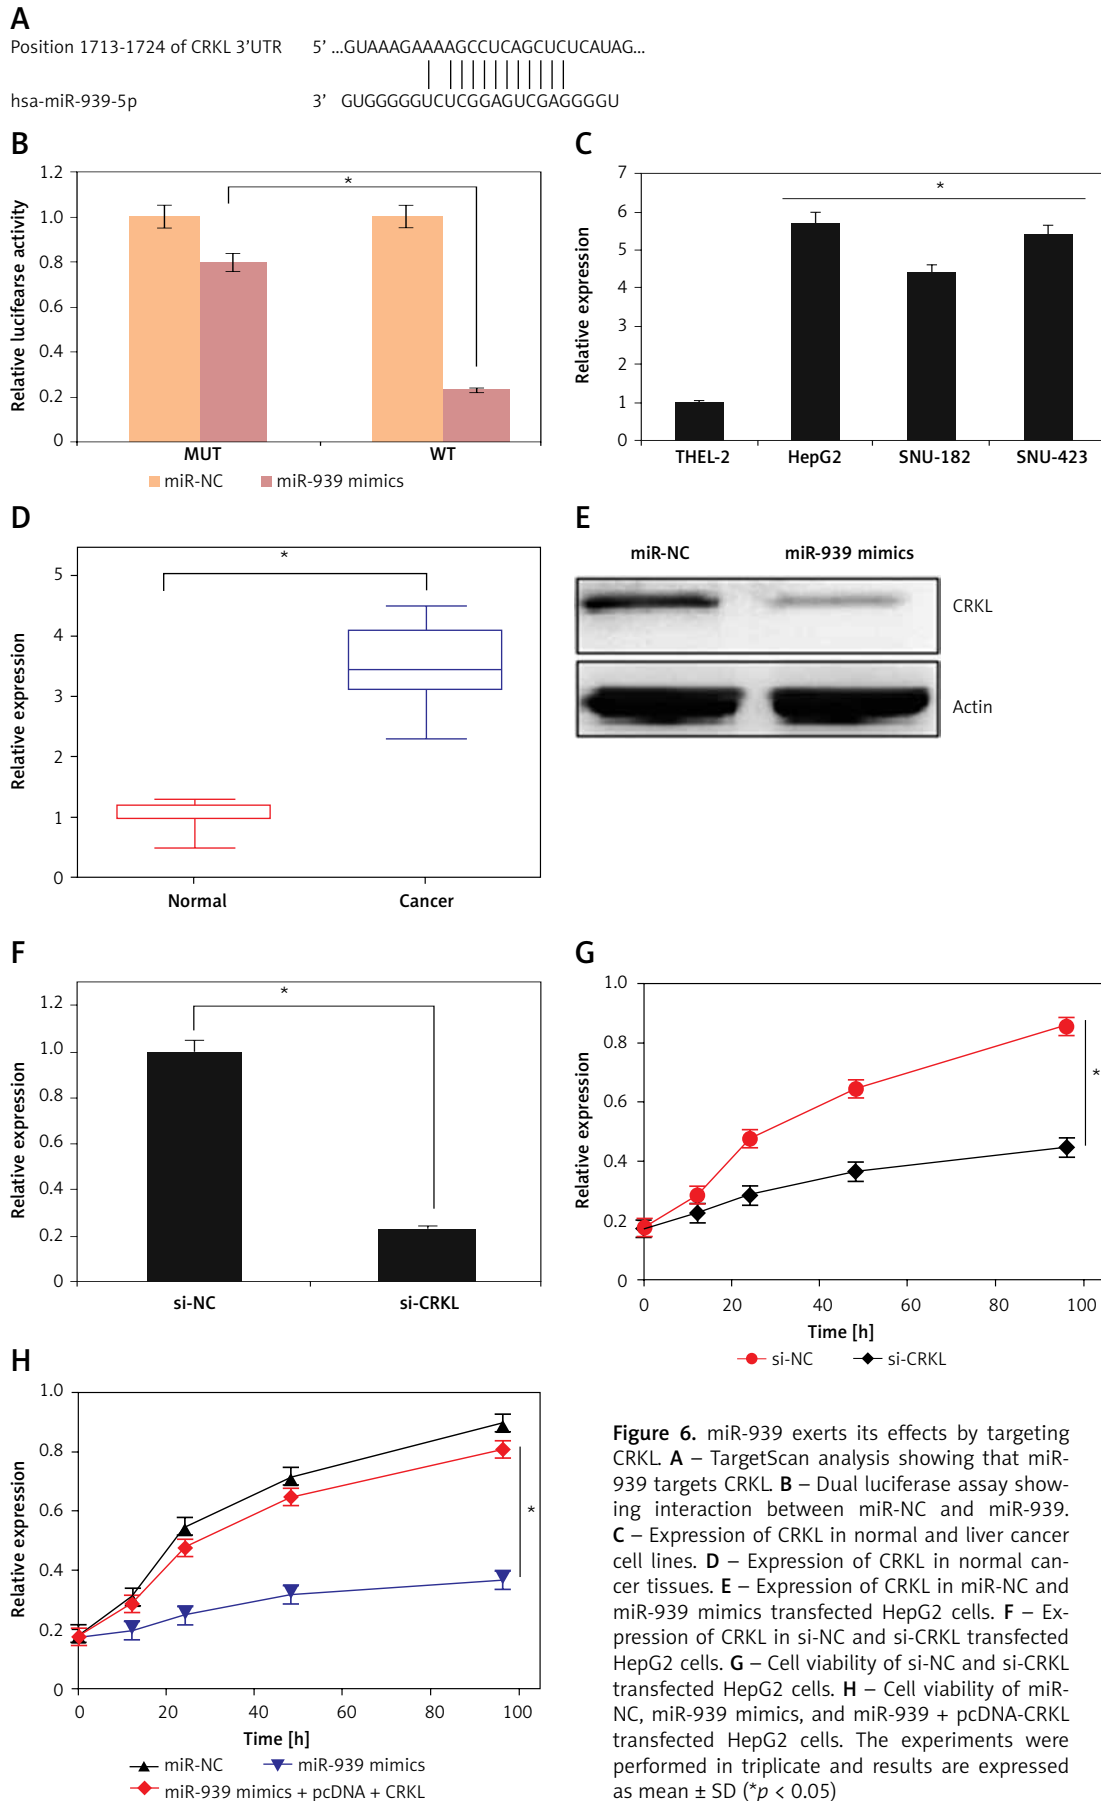 A
Position 1713-1724 of CRKL 3'UTR 5' ...GUAAAGAAAAGCCUCAGCUCUCAUAG...
hsa-miR-939-5p 3' GUGGGGGUCUCGGAGUCGAGGGGU
B
Relative lucifearse activity
1.2
1.0
0.8
0.6
0.4
0.2
0
*
MUT WT
miR-NC miR-939 mimics
C
Relative expression
7
6
5
4
3
2
1
0
*
THEL-2 HepG2 SNU-182 SNU-423
D
Relative expression
5
4
3
2
1
0
*
Normal Cancer
E
miR-NC miR-939 mimics
CRKL
Actin
F
Relative expression
1.2
1.0
0.8
0.6
0.4
0.2
0
*
si-NC si-CRKL
G
Relative expression
1.0
0.8
0.6
0.4
0.2
0
*
0 20 40 60 80 100
Time [h]
si-NC si-CRKL
H
Relative expression
1.0
0.8
0.6
0.4
0.2
0
*
0 20 40 60 80 100
Time [h]
miR-NC miR-939 mimics
miR-939 mimics + pcDNA + CRKL
Figure 6. miR-939 exerts its effects by targeting
CRKL. A – TargetScan analysis showing that miR-
939 targets CRKL. B – Dual luciferase assay show-
ing interaction between miR-NC and miR-939.
C – Expression of CRKL in normal and liver cancer
cell lines. D – Expression of CRKL in normal can-
cer tissues. E – Expression of CRKL in miR-NC and
miR-939 mimics transfected HepG2 cells. F – Ex-
pression of CRKL in si-NC and si-CRKL transfected
HepG2 cells. G – Cell viability of si-NC and si-CRKL
transfected HepG2 cells. H – Cell viability of miR-
NC, miR-939 mimics, and miR-939 + pcDNA-CRKL
transfected HepG2 cells. The experiments were
performed in triplicate and results are expressed
as mean ± SD (*p < 0.05)